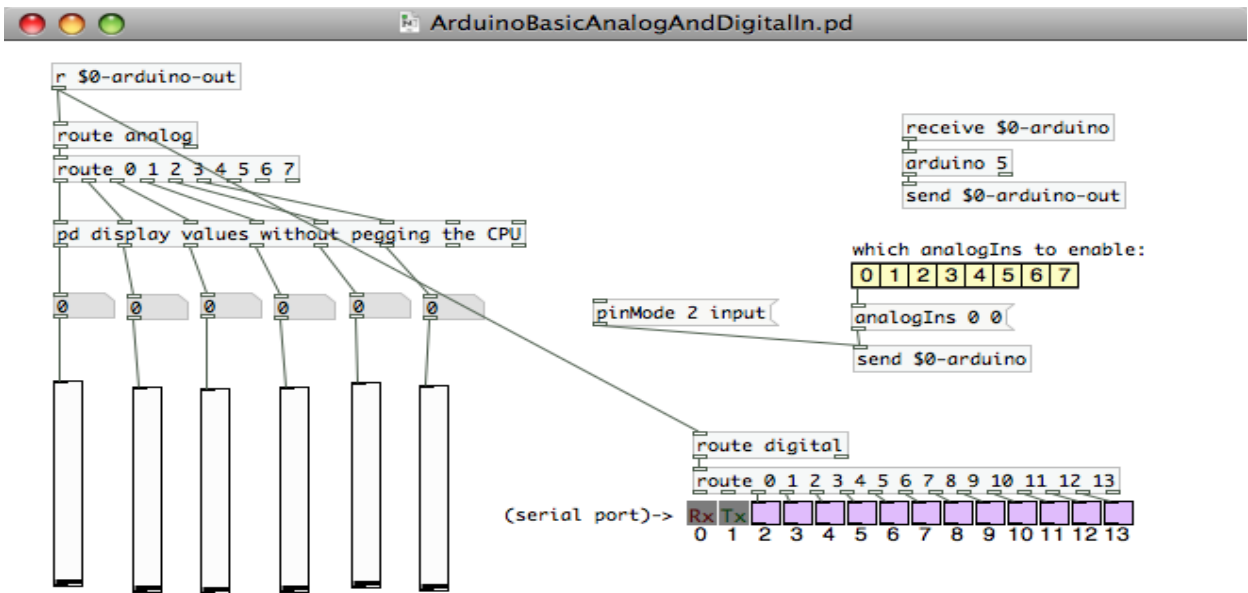 ArduinoBasicAnalogAndDigitalIn.pd
r $0-arduino-out
route analog
route 0 1 2 3 4 5 6 7
pd display values without pegging the CPU
0 0 0 0 0 0
receive $0-arduino
arduino 5
send $0-arduino-out
which analogIns to enable:
0 1 2 3 4 5 6 7
pinMode 2 input
analogIns 0 0
send $0-arduino
route digital
route 0 1 2 3 4 5 6 7 8 9 10 11 12 13
(serial port)-> Rx Tx
0 1 2 3 4 5 6 7 8 9 10 11 12 13